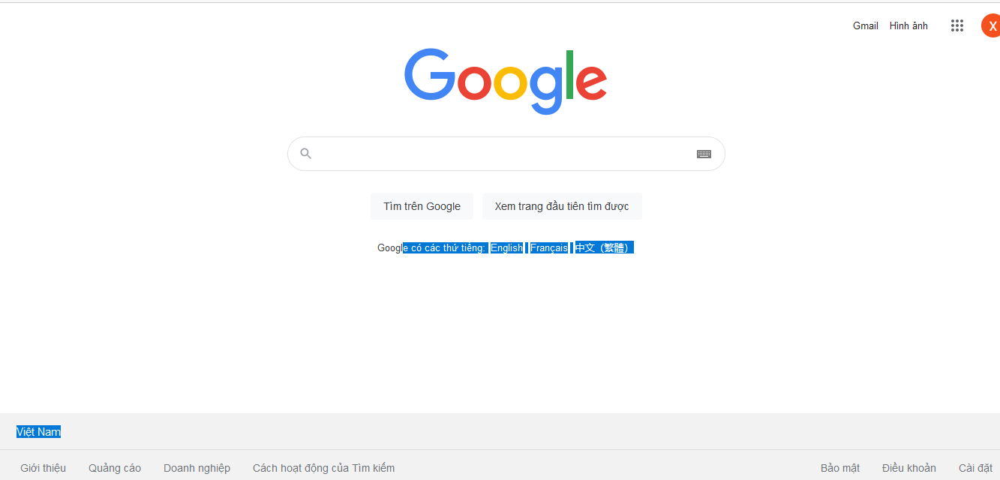 Gmail Hình ảnh X
Google
Tìm trên Google Xem trang đầu tiên tìm được
Google có các thứ tiếng: English Français 中文（繁體）
Việt Nam
Giới thiệu Quảng cáo Doanh nghiệp Cách hoạt động của Tìm kiếm Bảo mật Điều khoản Cài đặt